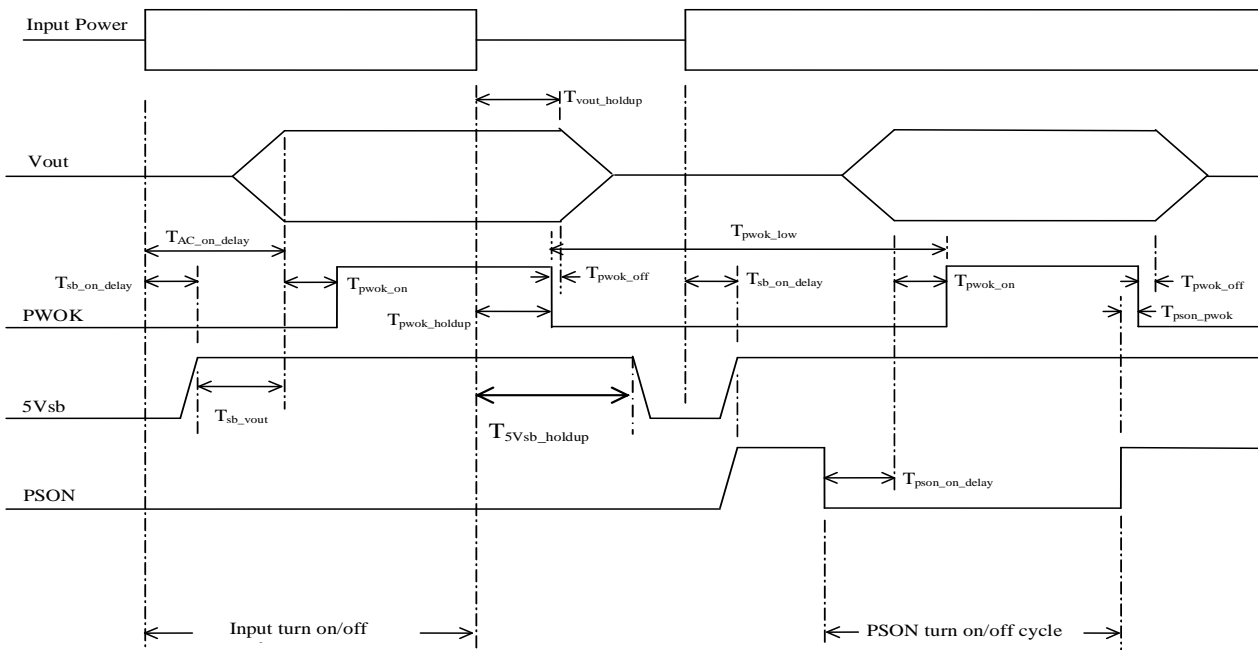 Input Power
Tvout_holdup
Vout
TAC_on_delay
Tpwok_low
Tsb_on_delay
Tpwok_on
Tpwok_off
Tsb_on_delay
Tpwok_on
Tpwok_off
PWOK
Tpwok_holdup
Tpson_pwok
5Vsb
Tsb_vout
T5Vsb_holdup
PSON
Tpson_on_delay
Input turn on/off
PSON turn on/off cycle